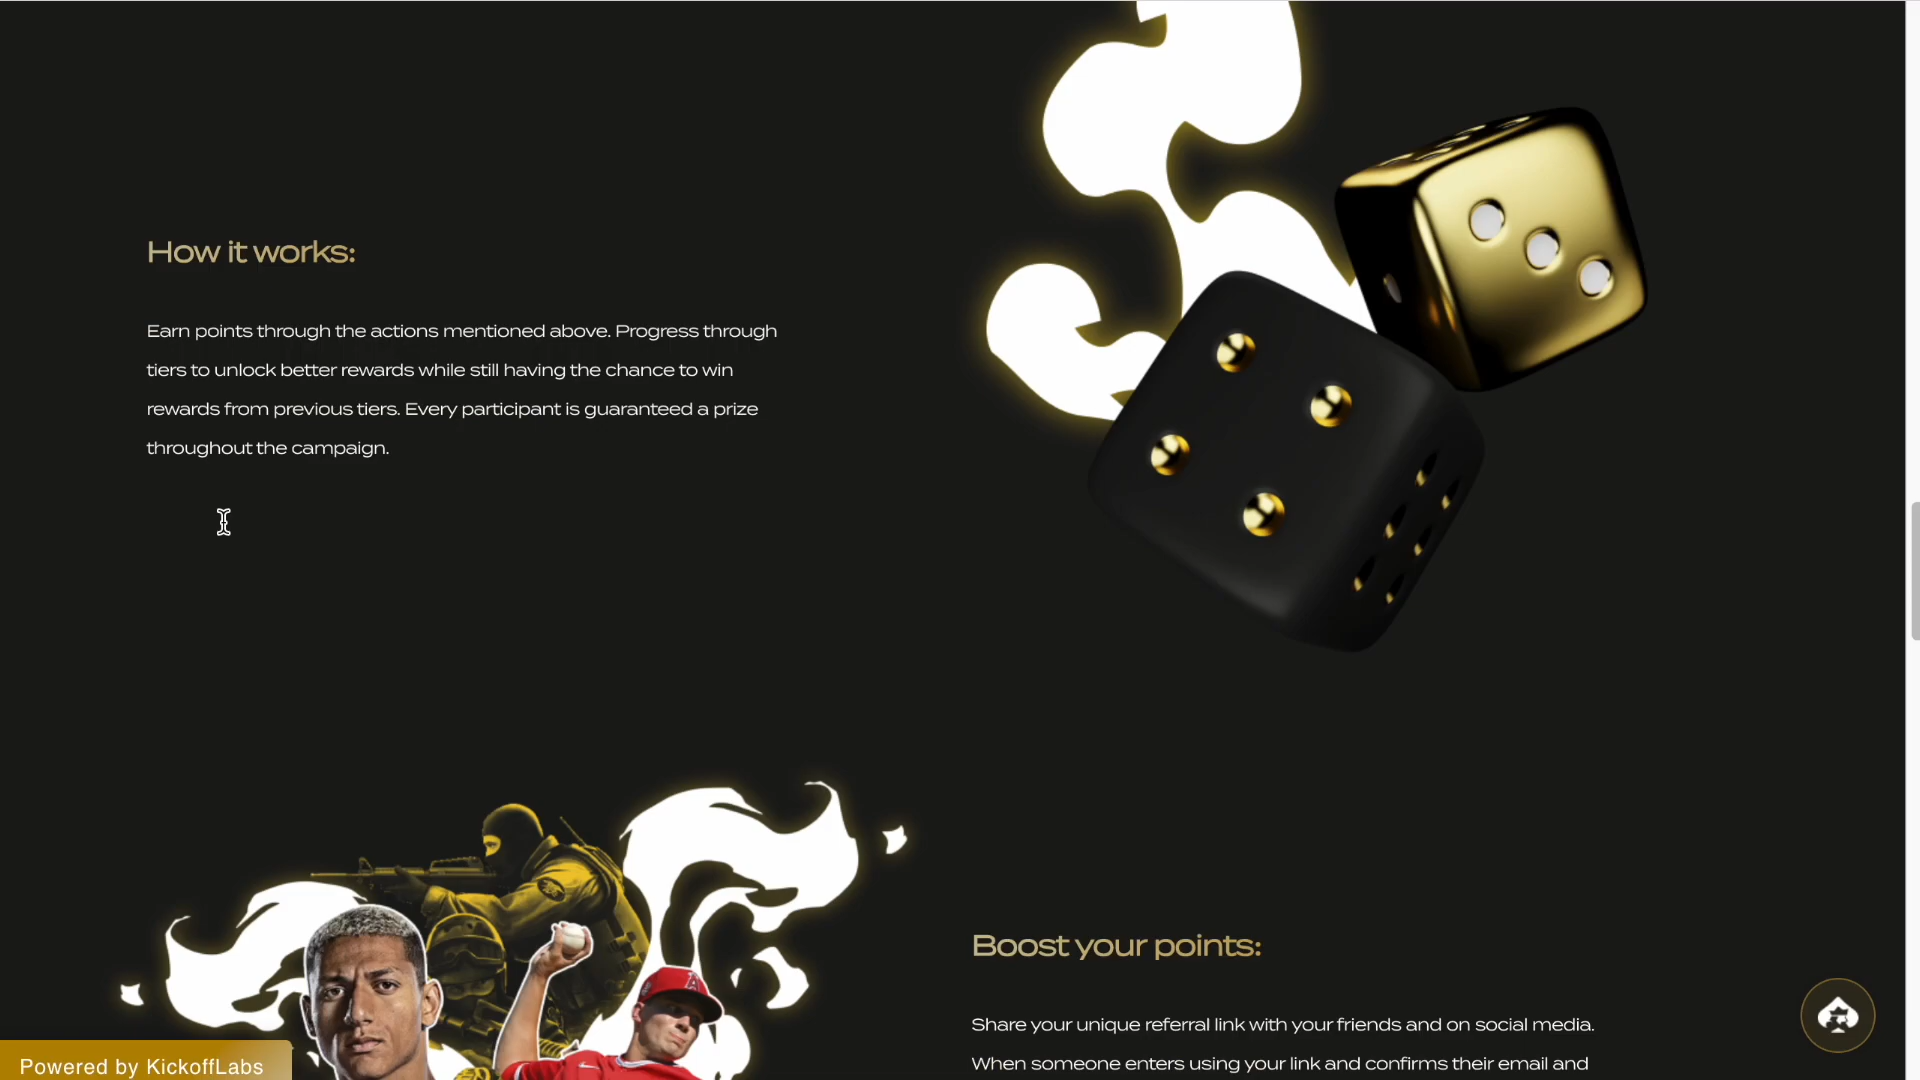 How it works:
Earn points through the actions mentioned above. Progress through
tiers to unlock better rewards while still having the chance to win
rewards from previous tiers. Every participant is guaranteed a prize
throughout the campaign.
Boost your points:
Share your unique referral link with your friends and on social media.
When someone enters using your link and confirms their email and
Powered by KickoffLabs